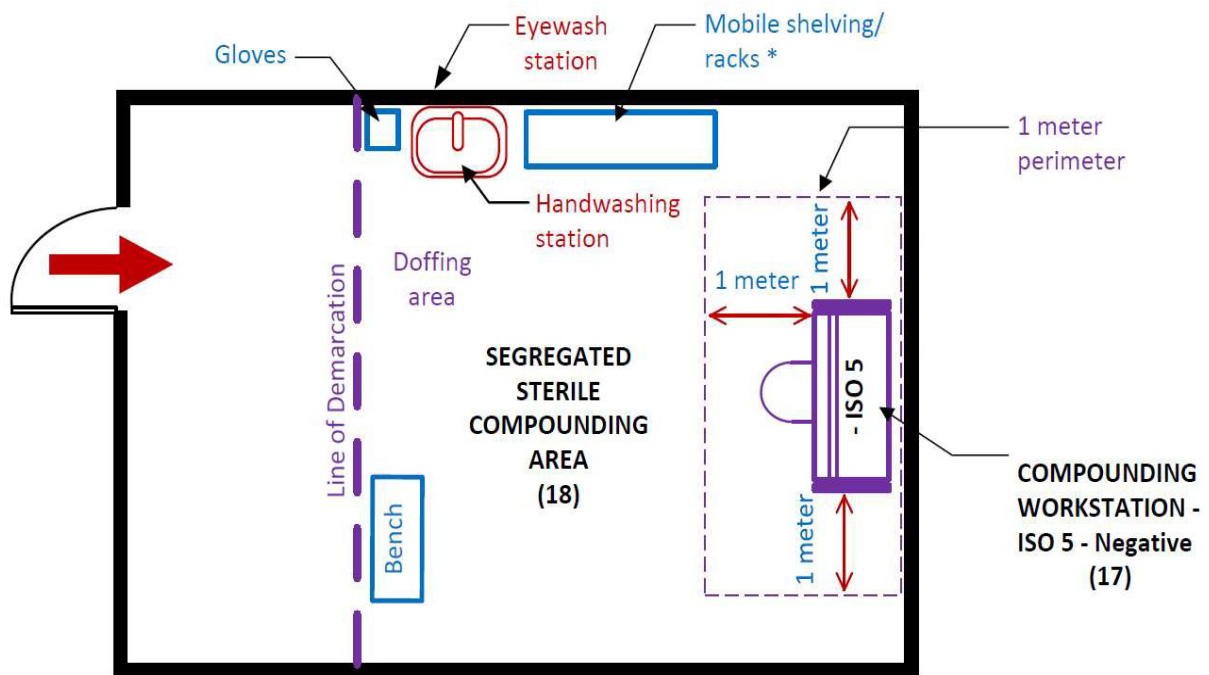 Gloves
Eyewash
station
Mobile shelving/
racks *
1 meter
perimeter
Handwashing
station
Doffing
area
Line of Demarcation
1 meter
1 meter
SEGREGATED
STERILE
COMPOUNDING
AREA
(18)
- ISO 5
Bench
1 meter
COMPOUNDING
WORKSTATION -
ISO 5 - Negative
(17)